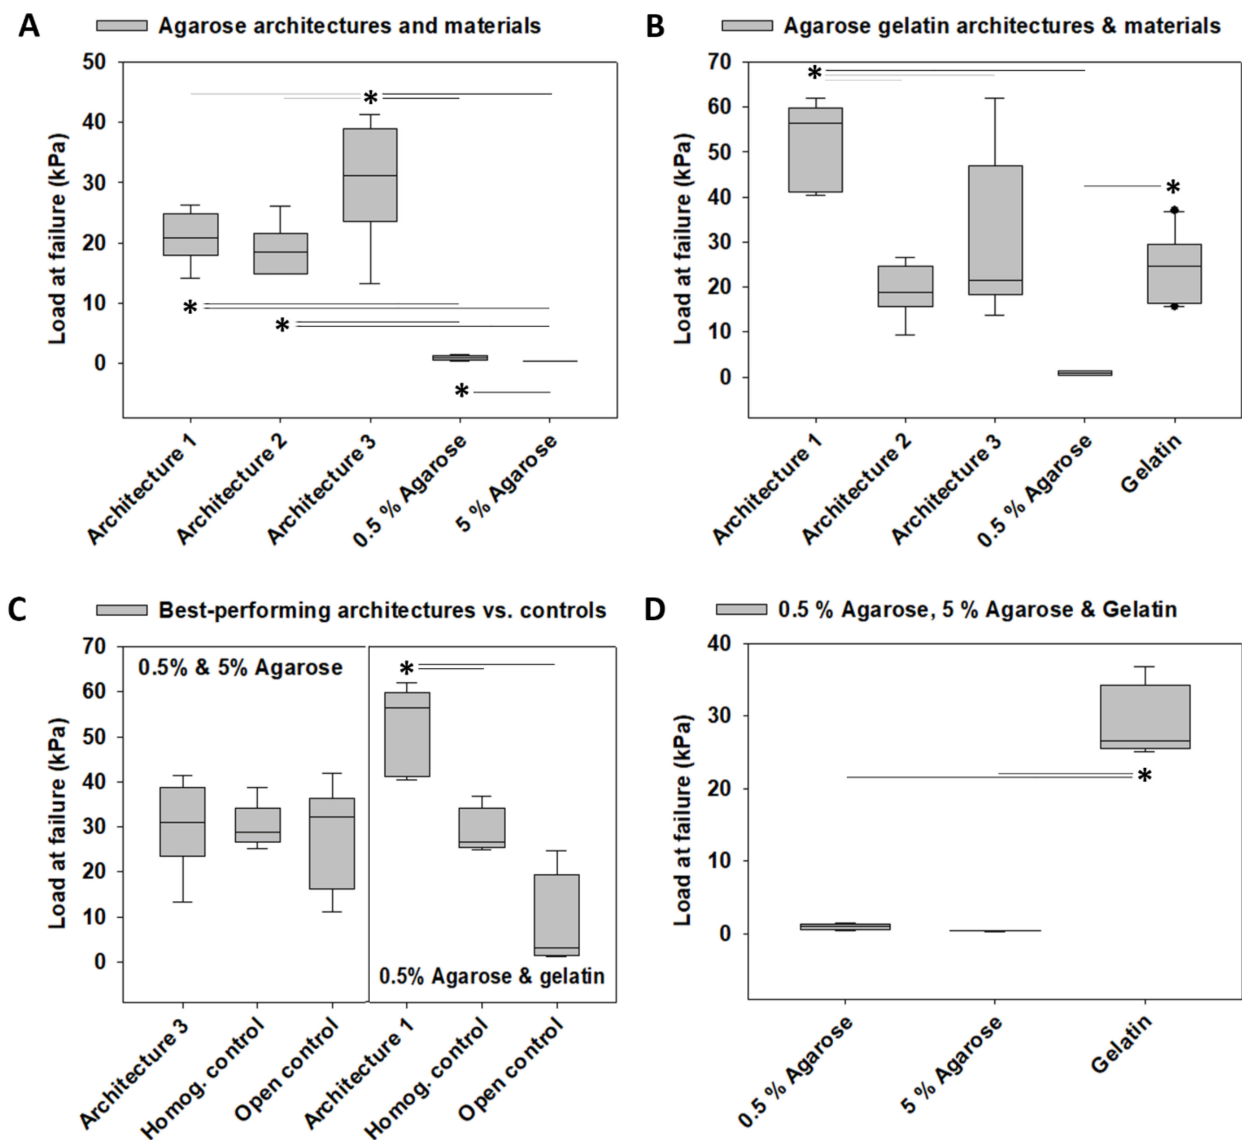 A
Agarose architectures and materials
Load at failure (kPa)
50
40
30
20
10
0
*
*
*
*
Architecture 1
Architecture 2
Architecture 3
0.5 % Agarose
5 % Agarose
B
Agarose gelatin architectures & materials
Load at failure (kPa)
70
60
50
40
30
20
10
0
*
*
Architecture 1
Architecture 2
Architecture 3
0.5 % Agarose
Gelatin
C
Best-performing architectures vs. controls
Load at failure (kPa)
70
60
50
40
30
20
10
0
0.5% & 5% Agarose
*
0.5% Agarose & gelatin
Architecture 3
Homog. control
Open control
Architecture 1
Homog. control
Open control
D
0.5 % Agarose, 5 % Agarose & Gelatin
Load at failure (kPa)
40
30
20
10
0
*
0.5 % Agarose
5 % Agarose
Gelatin